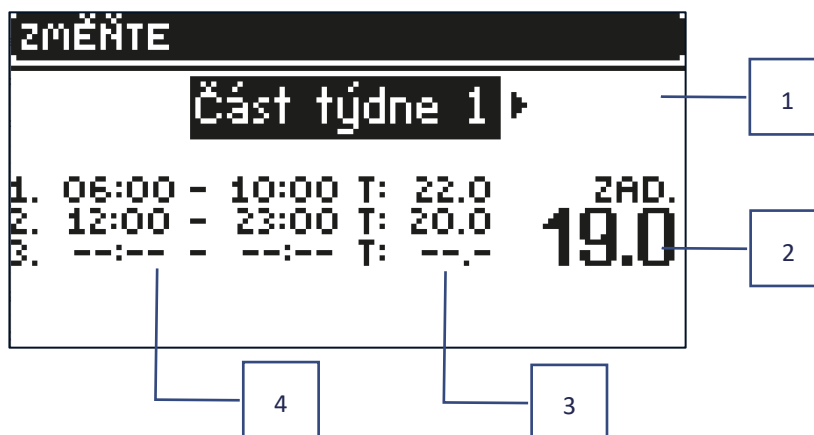 ZMĚŇTE
Část týdne 1
1
1. 06:00 - 10:00 T: 22.0 ZAD.
2. 12:00 - 23:00 T: 20.0 19.0
3. --:-- - --:-- T: --.-
2
4
3